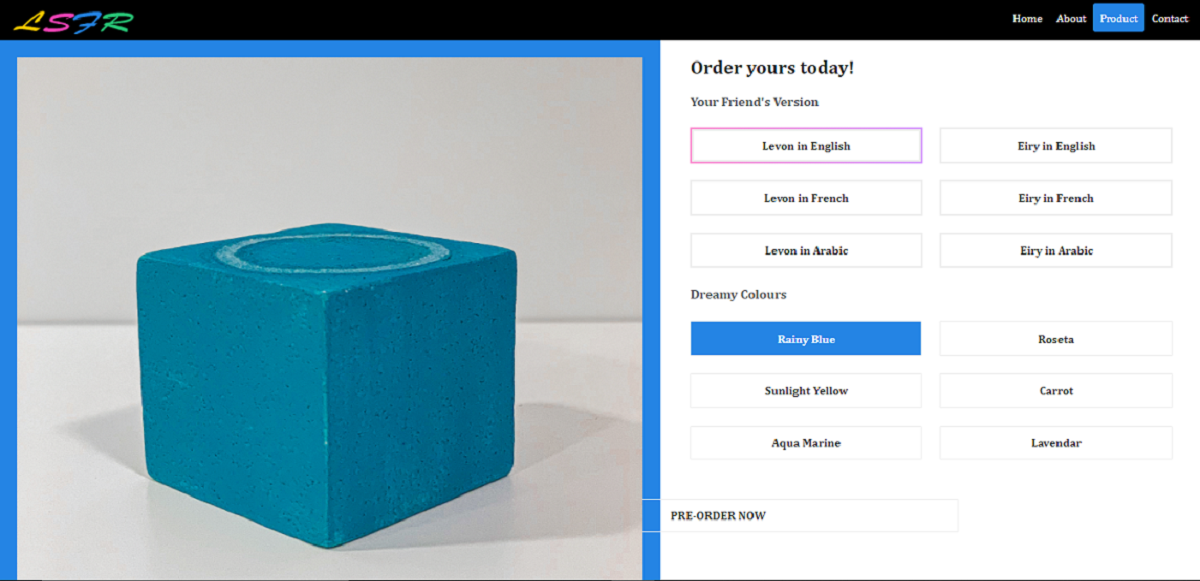 LSFR
Home About Product Contact
Order yours today!
Your Friend's Version
Levon in English Eiry in English
Levon in French Eiry in French
Levon in Arabic Eiry in Arabic
Dreamy Colours
Rainy Blue Roseta
Sunlight Yellow Carrot
Aqua Marine Lavendar
PRE-ORDER NOW